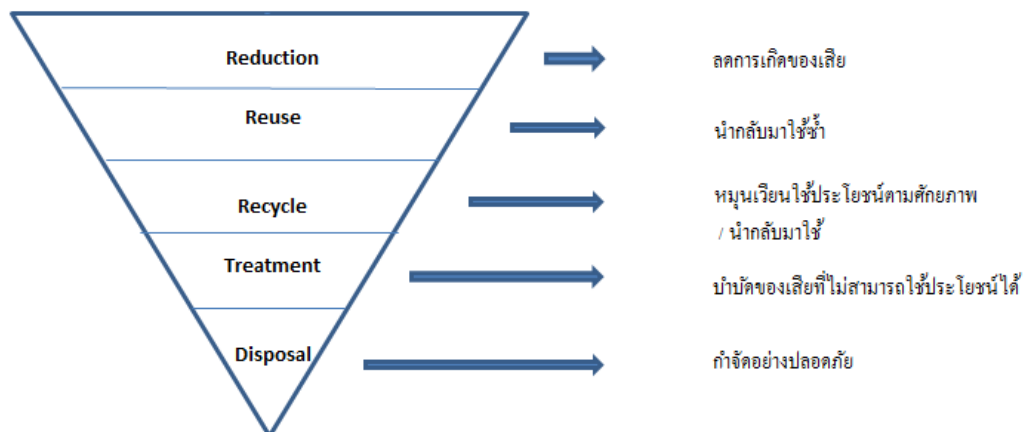 Reduction
ลดการเกิดของเสีย
Reuse
นำกลับมาใช้ซ้ำ
Recycle
หมุนเวียนใช้ประโยชน์ตามศักยภาพ
/ นำกลับมาใช้
Treatment
บำบัดของเสียที่ไม่สามารถใช้ประโยชน์ได้
Disposal
กำจัดอย่างปลอดภัย